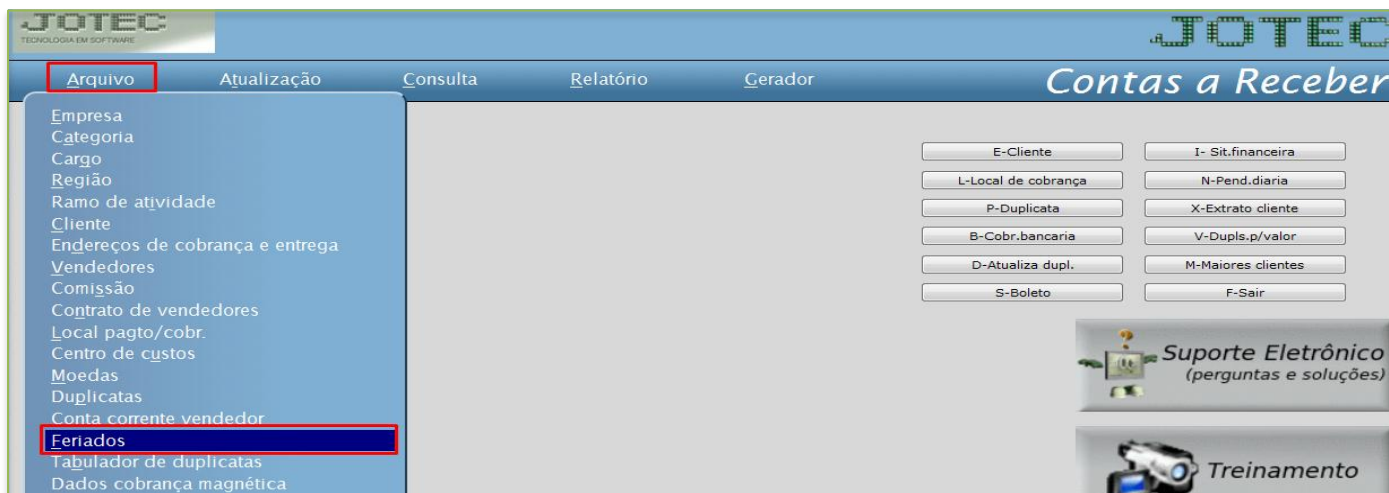 JOTEC
TECNOLOGIA EM SOFTWARE
JOTEC
Arquivo Atualização Consulta Relatório Gerador Contas a Receber
Empresa
Categoria
Cargo
Região
Ramo de atividade
Cliente
Endereços de cobrança e entrega
Vendedores
Comissão
Contrato de vendedores
Local pagto/cobr.
Centro de custos
Moedas
Duplicatas
Conta corrente vendedor
Feriados
Tabulador de duplicatas
Dados cobrança magnética
E-Cliente I- Sit.financeira
L-Local de cobrança N-Pend.diaria
P-Duplicata X-Extrato cliente
B-Cobr.bancaria V-Dupls.p/valor
D-Atualiza dupl. M-Maiores clientes
S-Boleto F-Sair
Suporte Eletrônico
(perguntas e soluções)
Treinamento